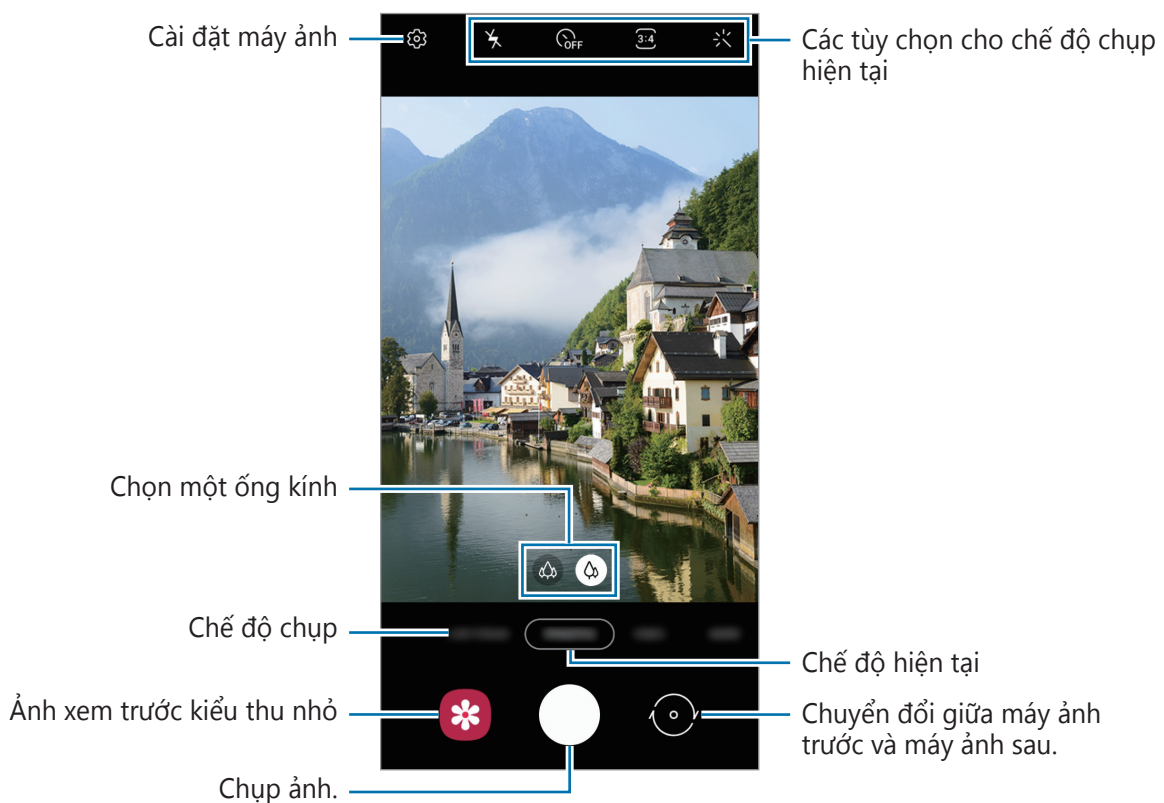 Cài đặt máy ảnh
OFF
3:4
Các tùy chọn cho chế độ chụp
hiện tại
Chọn một ống kính
Chế độ chụp
Chế độ hiện tại
Ảnh xem trước kiểu thu nhỏ
Chuyển đổi giữa máy ảnh
trước và máy ảnh sau.
Chụp ảnh.